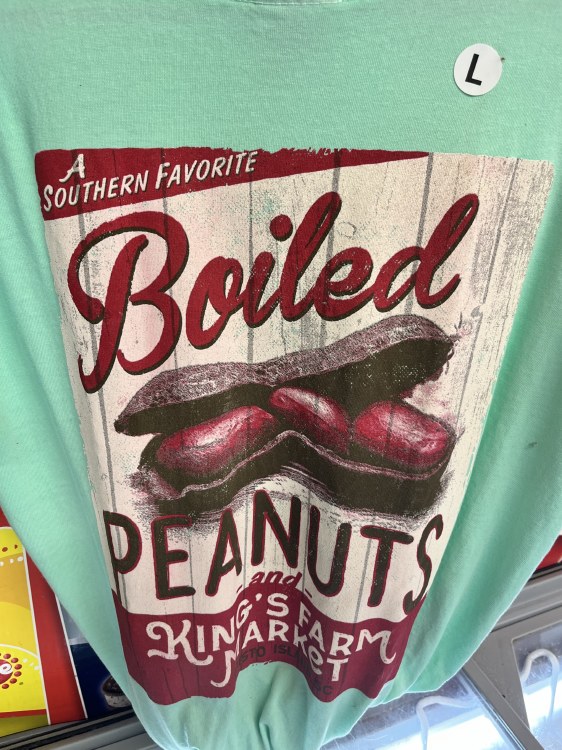 L
A
SOUTHERN FAVORITE
Boiled
PEANUTS
and
KING'S FARM
MARKET